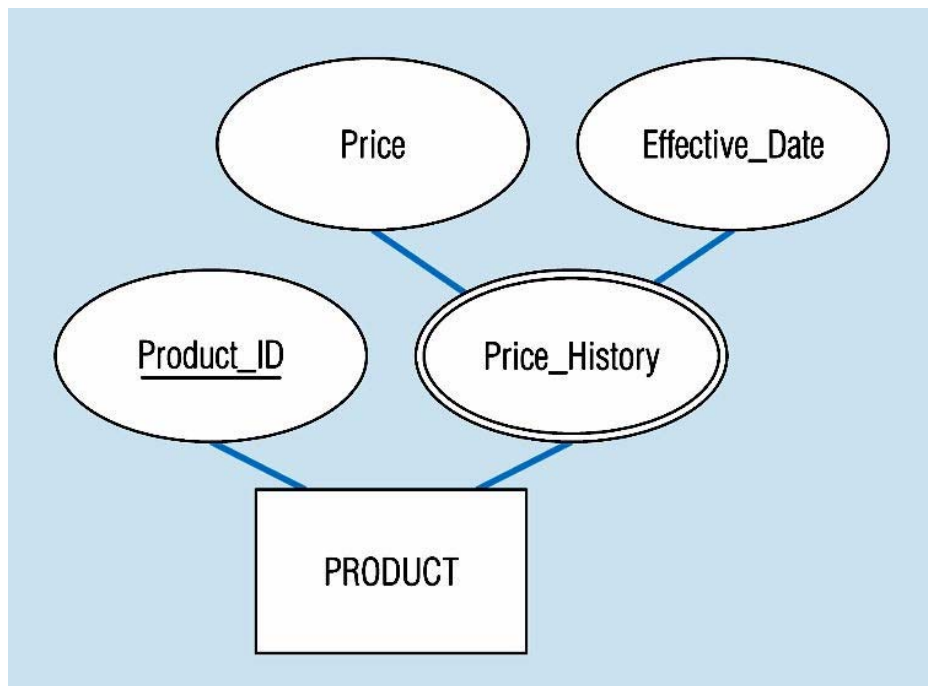 Price
Effective_Date
Product_ID
Price_History
PRODUCT